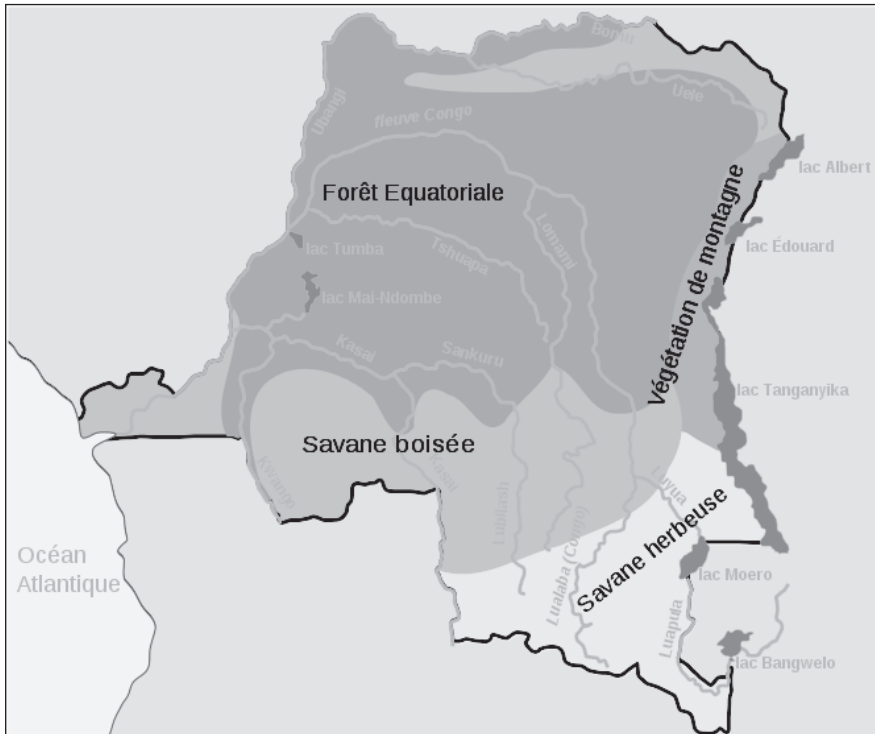 Bomu
Uele
Ubangi
fleuve Congo
lac Albert
Forêt Equatoriale
Lomami
lac Édouard
lac Tumba
Tshuapa
Végétation de montagne
lac Mai-Ndombe
Kasai
Sankuru
lac Tanganyika
Savane boisée
Kwango
Kasai
Lubilash
Luyua
Savane herbeuse
Lualaba (Congo)
Océan
Atlantique
lac Moero
Luapula
lac Bangwelo